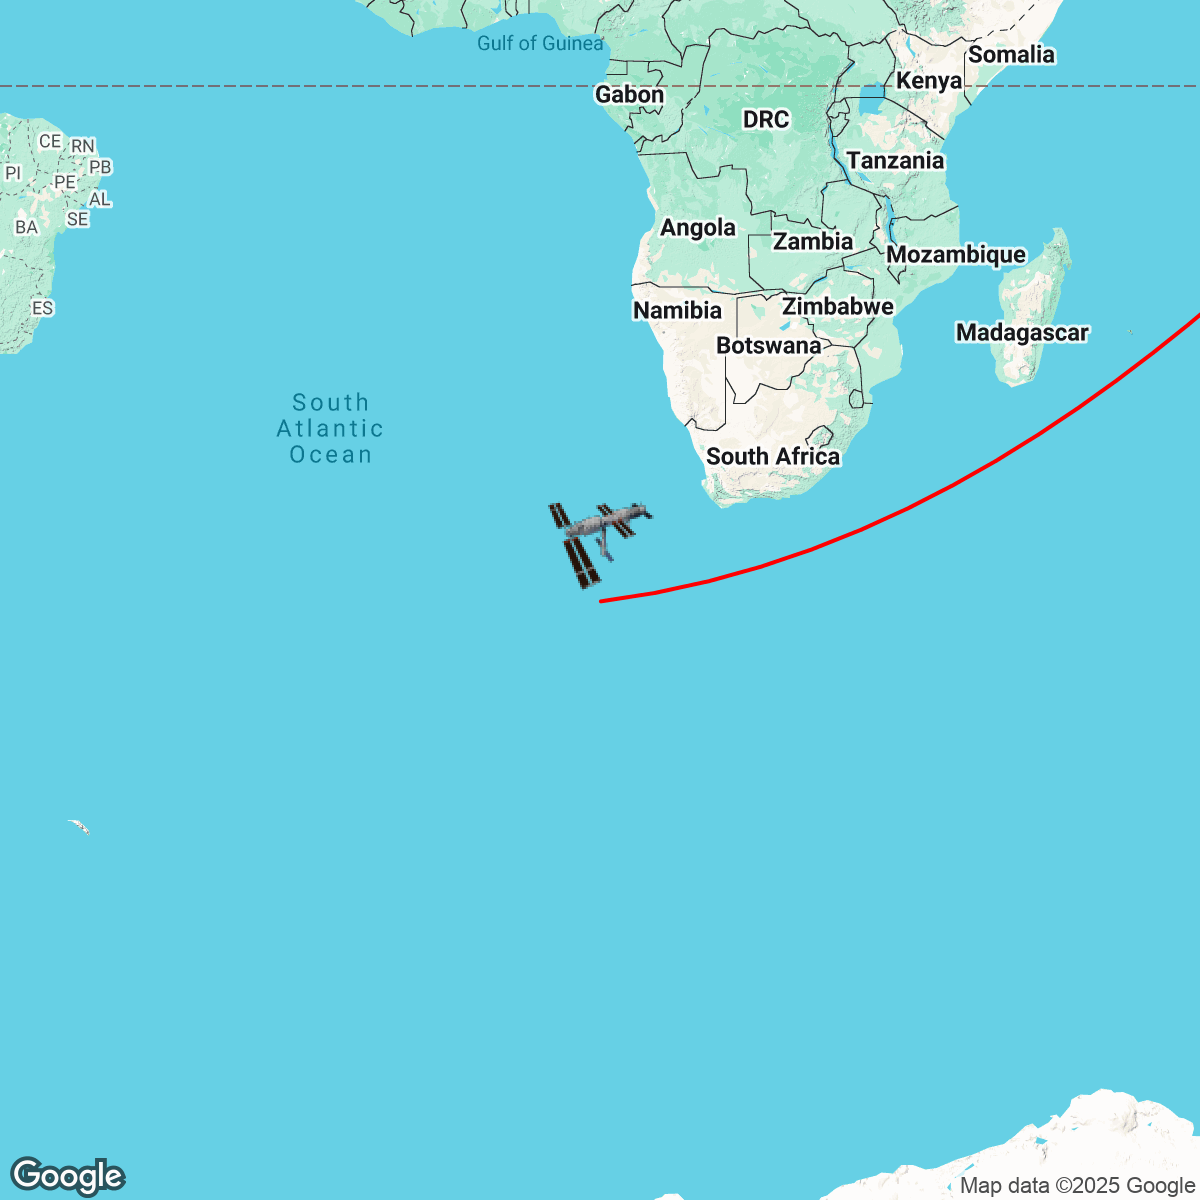 Gulf of Guinea
Somalia
Kenya
Gabon
DRC
CE
RN
PB
PI
PE
AL
SE
BA
Tanzania
Angola
Zambia
Mozambique
ES
Namibia
Zimbabwe
Botswana
Madagascar
South
Atlantic
Ocean
South Africa
Google
Map data ©2025 Google